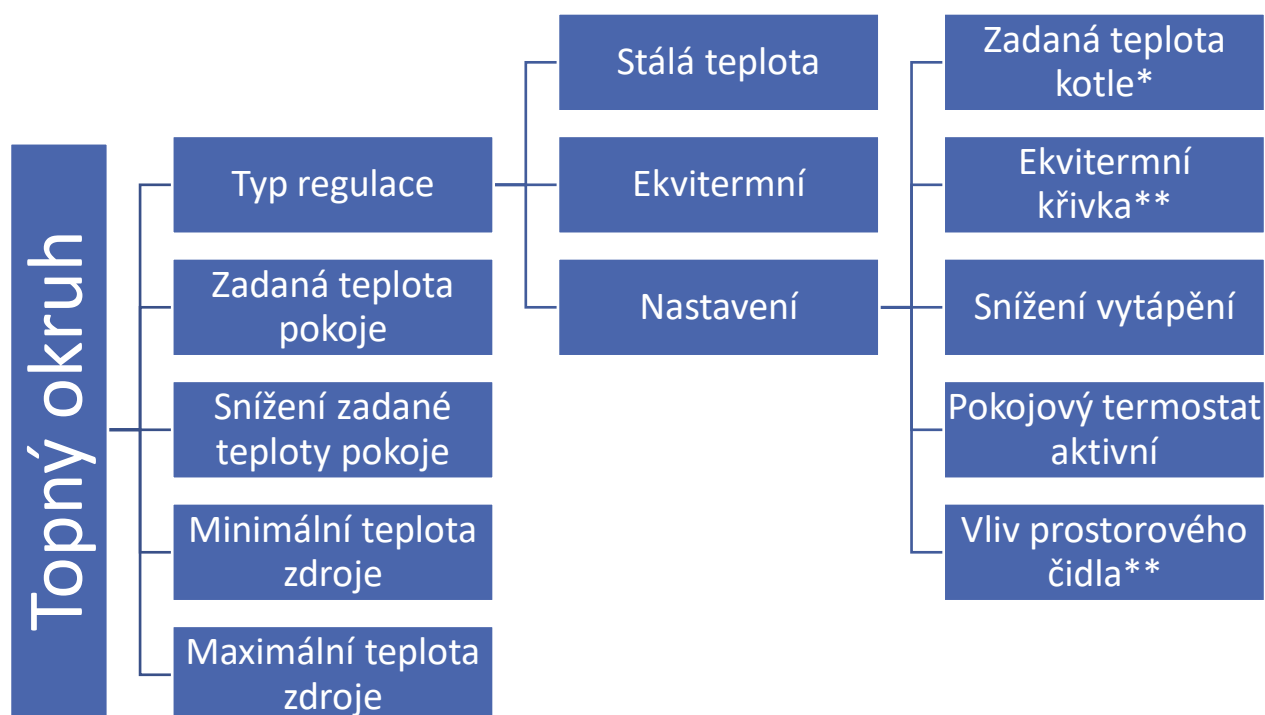 Topný okruh
Typ regulace
Zadaná teplota
pokoje
Snížení zadané
teploty pokoje
Minimální teplota
zdroje
Maximální teplota
zdroje
Stálá teplota
Ekvitermní
Nastavení
Zadaná teplota
kotle*
Ekvitermní
křivka**
Snížení vytápění
Pokojový termostat
aktivní
Vliv prostorového
čidla**